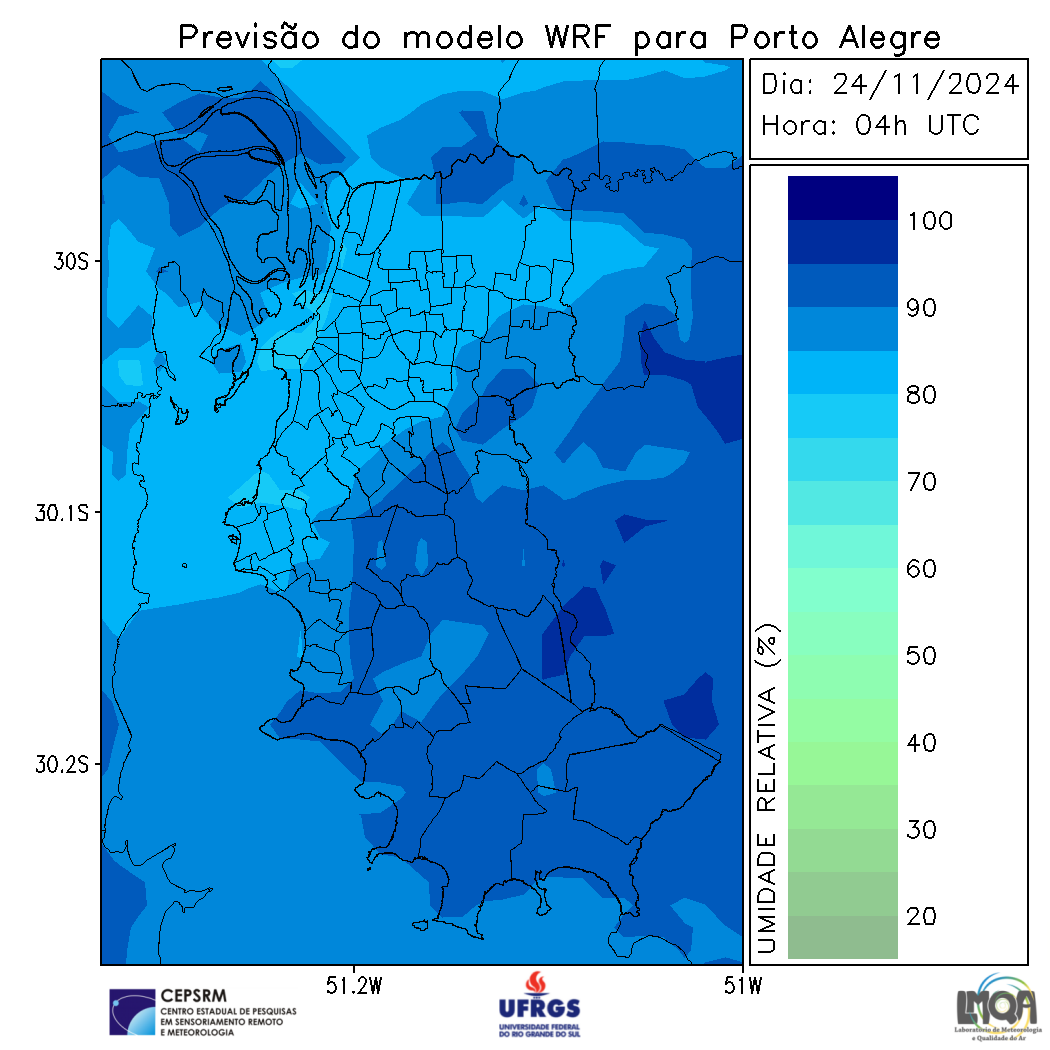 Previsão do modelo WRF para Porto Alegre
Dia: 24/11/2024
Hora: 04h UTC
30S
30.1S
30.2S
51.2W
51W
UMIDADE RELATIVA (%)
100
90
80
70
60
50
40
30
20
CEPSRM
CENTRO ESTADUAL DE PESQUISAS
EM SENSORIAMENTO REMOTO
E METEOROLOGIA
UFRGS
UNIVERSIDADE FEDERAL
DO RIO GRANDE DO SUL
LMQA
Laboratório de Meteorologia
e Qualidade do Ar